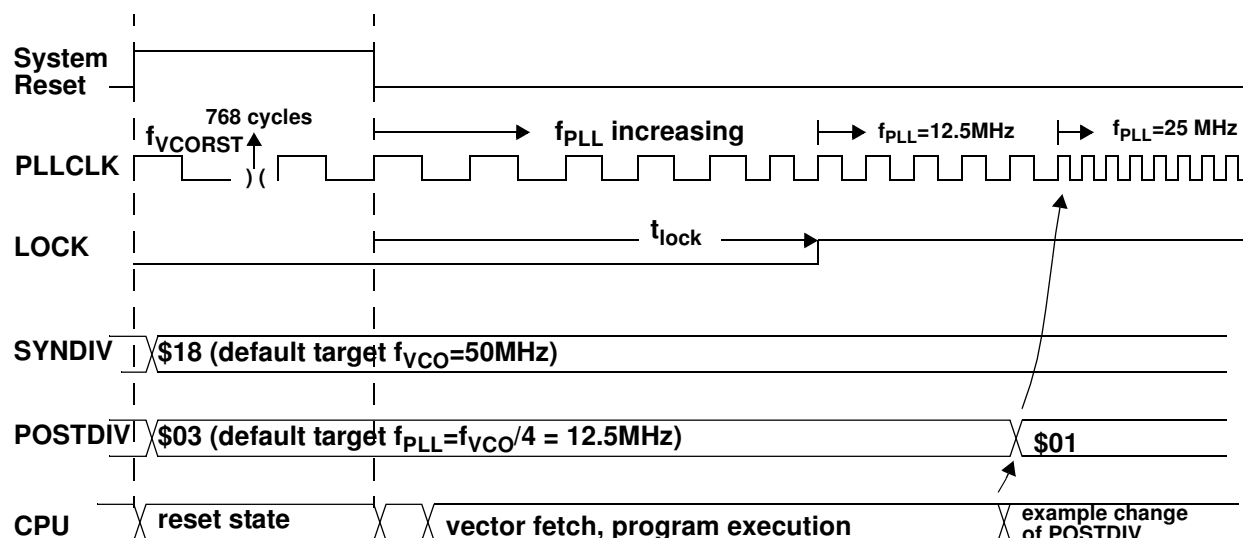 System
Reset
768 cycles
fVCORST
fPLL increasing
fPLL=12.5MHz
fPLL=25 MHz
PLLCLK
) (
LOCK
tlock
SYNDIV
$18 (default target fVCO=50MHz)
POSTDIV
$03 (default target fPLL=fVCO/4 = 12.5MHz)
$01
CPU
reset state
vector fetch, program execution
example change
of POSTDIV